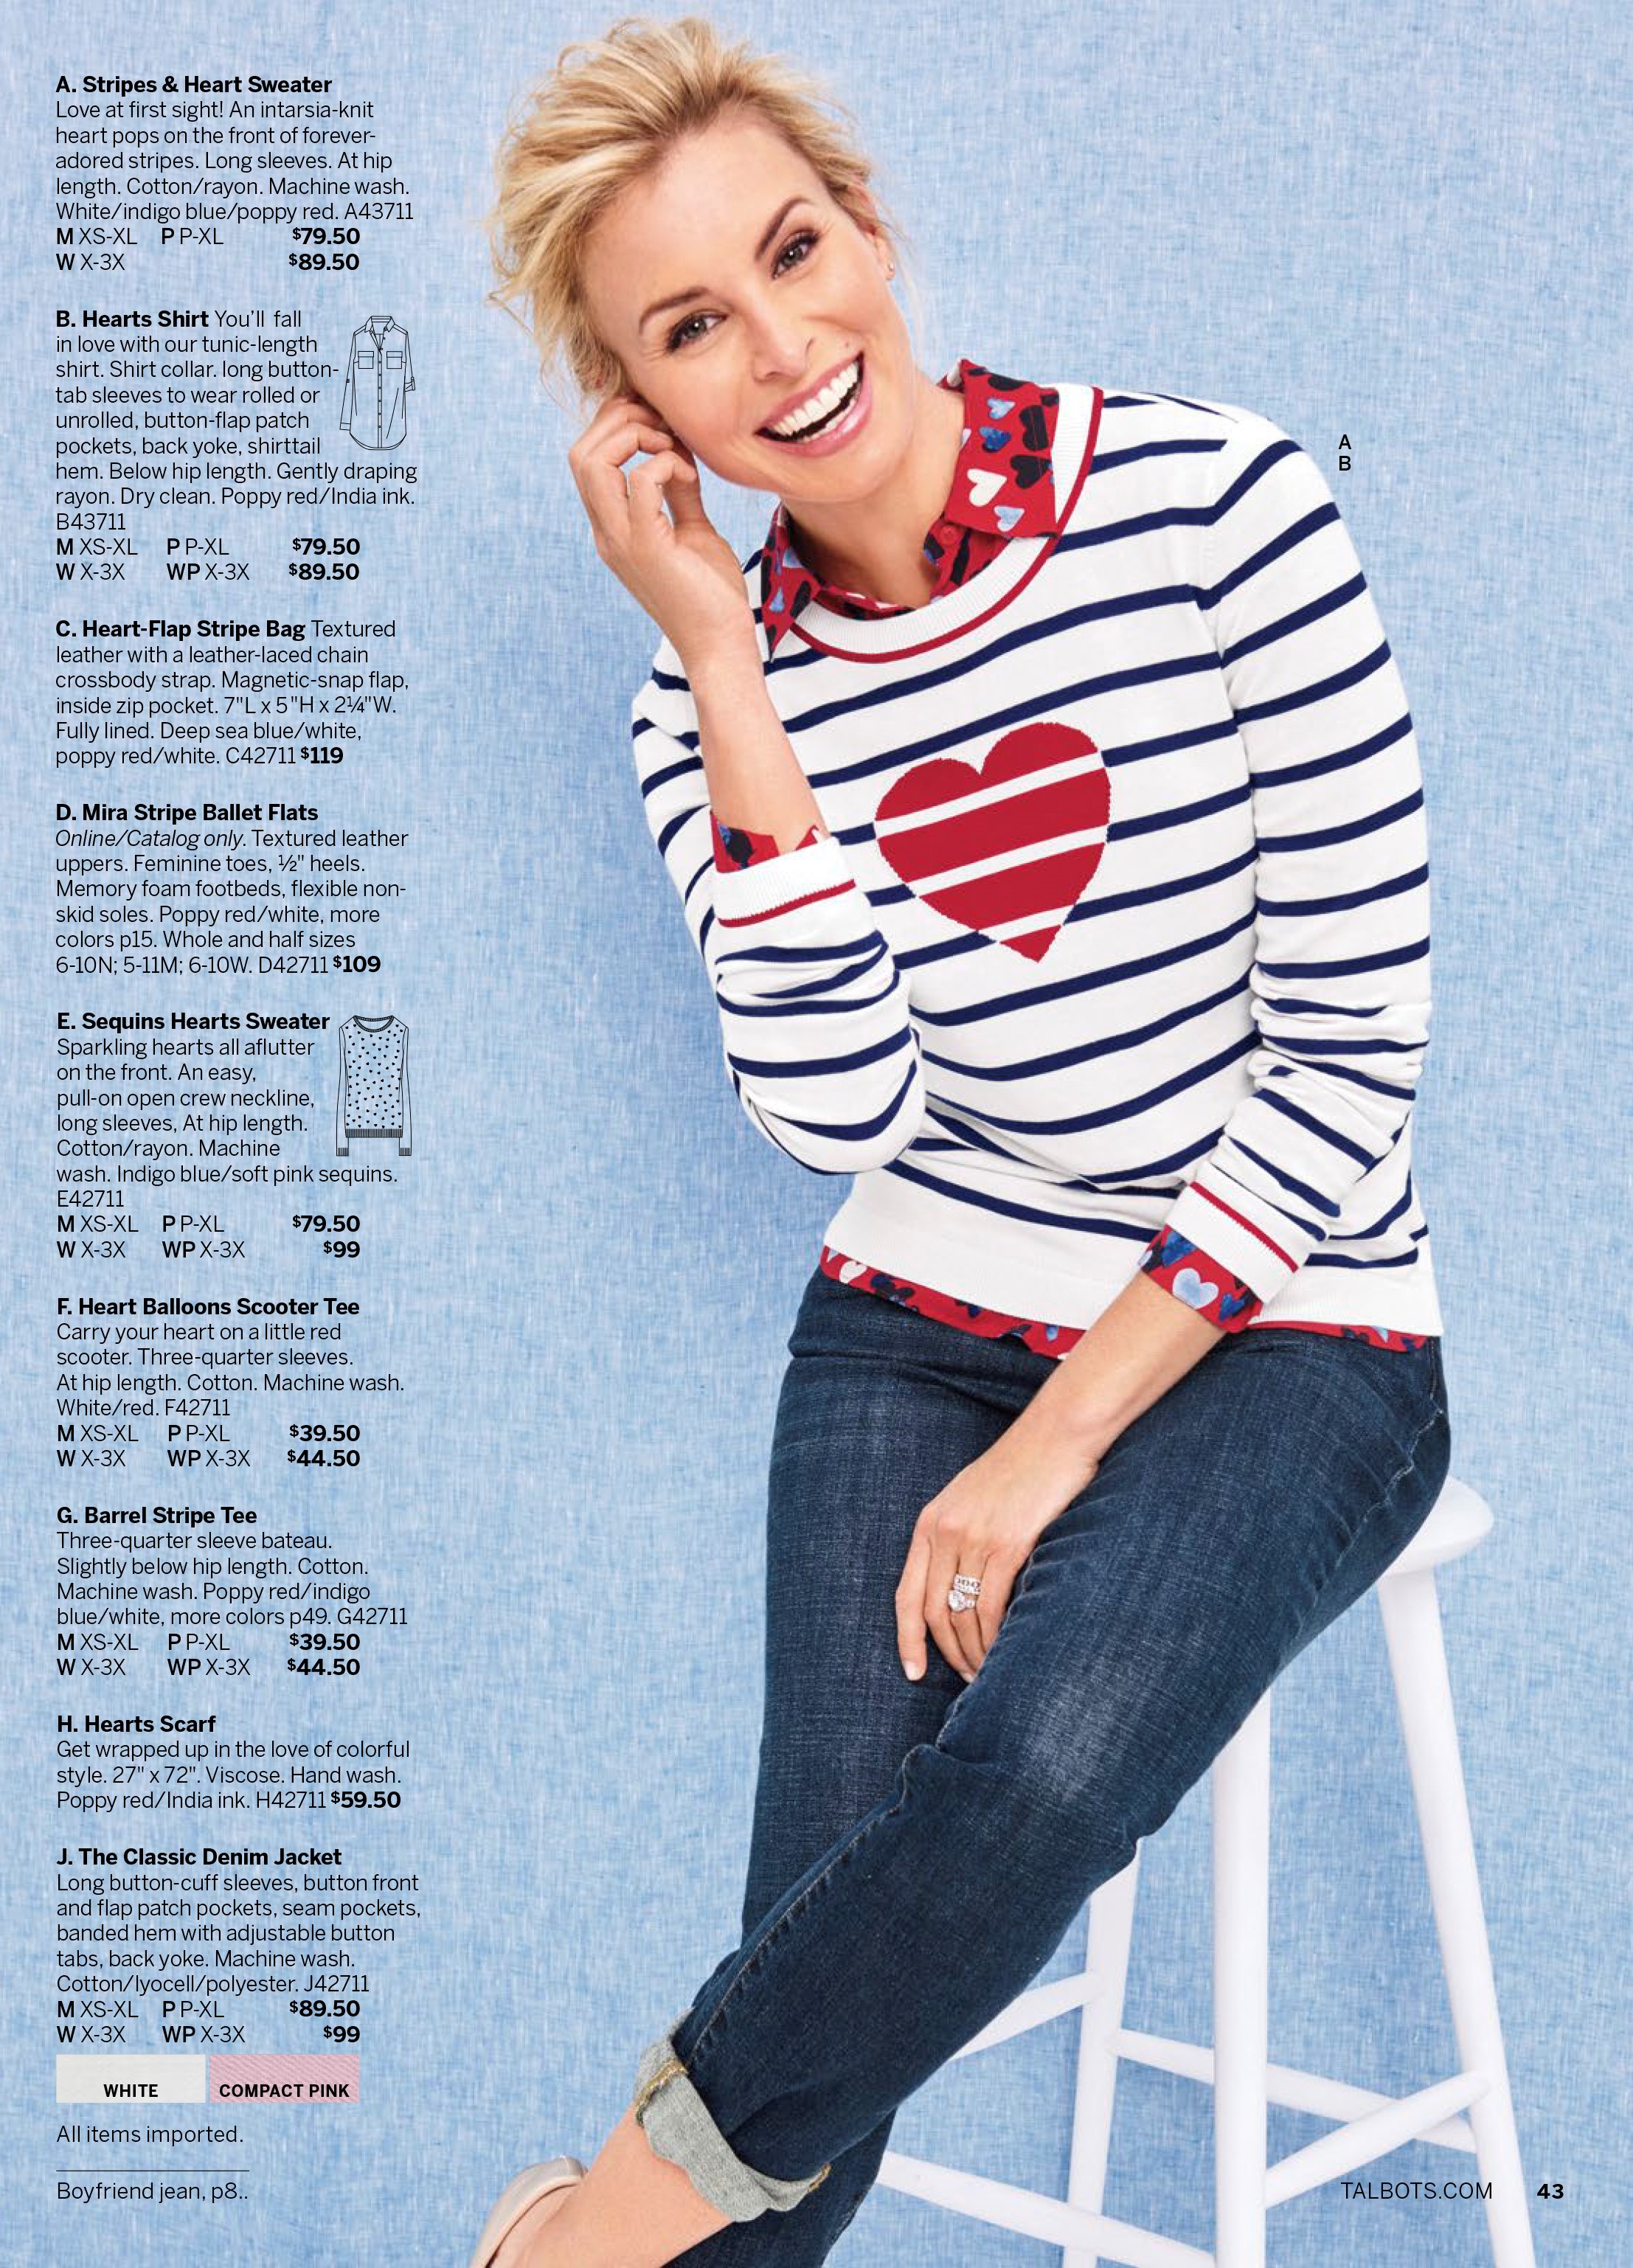 A. Stripes & Heart Sweater
Love at first sight! An intarsia-knit
heart pops on the front of forever-
adored stripes. Long sleeves. At hip
length. Cotton/rayon. Machine wash.
White/indigo blue/poppy red. A43711
M XS-XL P P-XL $79.50
W X-3X $89.50
B. Hearts Shirt You'll fall
in love with our tunic-length
shirt. Shirt collar. long button-
tab sleeves to wear rolled or
unrolled, button-flap patch
pockets, back yoke, shirttail
hem. Below hip length. Gently draping
rayon. Dry clean. Poppy red/India ink.
B43711
M XS-XL P P-XL $79.50
W X-3X WP X-3X $89.50
C. Heart-Flap Stripe Bag Textured
leather with a leather-laced chain
crossbody strap. Magnetic-snap flap,
inside zip pocket. 7"L x 5"H x 2¼"W.
Fully lined. Deep sea blue/white,
poppy red/white. C42711 $119
D. Mira Stripe Ballet Flats
Online/Catalog only. Textured leather
uppers. Feminine toes, ½" heels.
Memory foam footbeds, flexible non-
skid soles. Poppy red/white, more
colors p15. Whole and half sizes
6-10N; 5-11M; 6-10W. D42711 $109
E. Sequins Hearts Sweater
Sparkling hearts all aflutter
on the front. An easy,
pull-on open crew neckline,
long sleeves, At hip length.
Cotton/rayon. Machine
wash. Indigo blue/soft pink sequins.
E42711
M XS-XL P P-XL $79.50
W X-3X WP X-3X $99
F. Heart Balloons Scooter Tee
Carry your heart on a little red
scooter. Three-quarter sleeves.
At hip length. Cotton. Machine wash.
White/red. F42711
M XS-XL P P-XL $39.50
W X-3X WP X-3X $44.50
G. Barrel Stripe Tee
Three-quarter sleeve bateau.
Slightly below hip length. Cotton.
Machine wash. Poppy red/indigo
blue/white, more colors p49. G42711
M XS-XL P P-XL $39.50
W X-3X WP X-3X $44.50
H. Hearts Scarf
Get wrapped up in the love of colorful
style. 27" x 72". Viscose. Hand wash.
Poppy red/India ink. H42711 $59.50
J. The Classic Denim Jacket
Long button-cuff sleeves, button front
and flap patch pockets, seam pockets,
banded hem with adjustable button
tabs, back yoke. Machine wash.
Cotton/lyocell/polyester. J42711
M XS-XL P P-XL $89.50
W X-3X WP X-3X $99
WHITE COMPACT PINK
All items imported.
Boyfriend jean, p8..
A
B
TALBOTS.COM 43